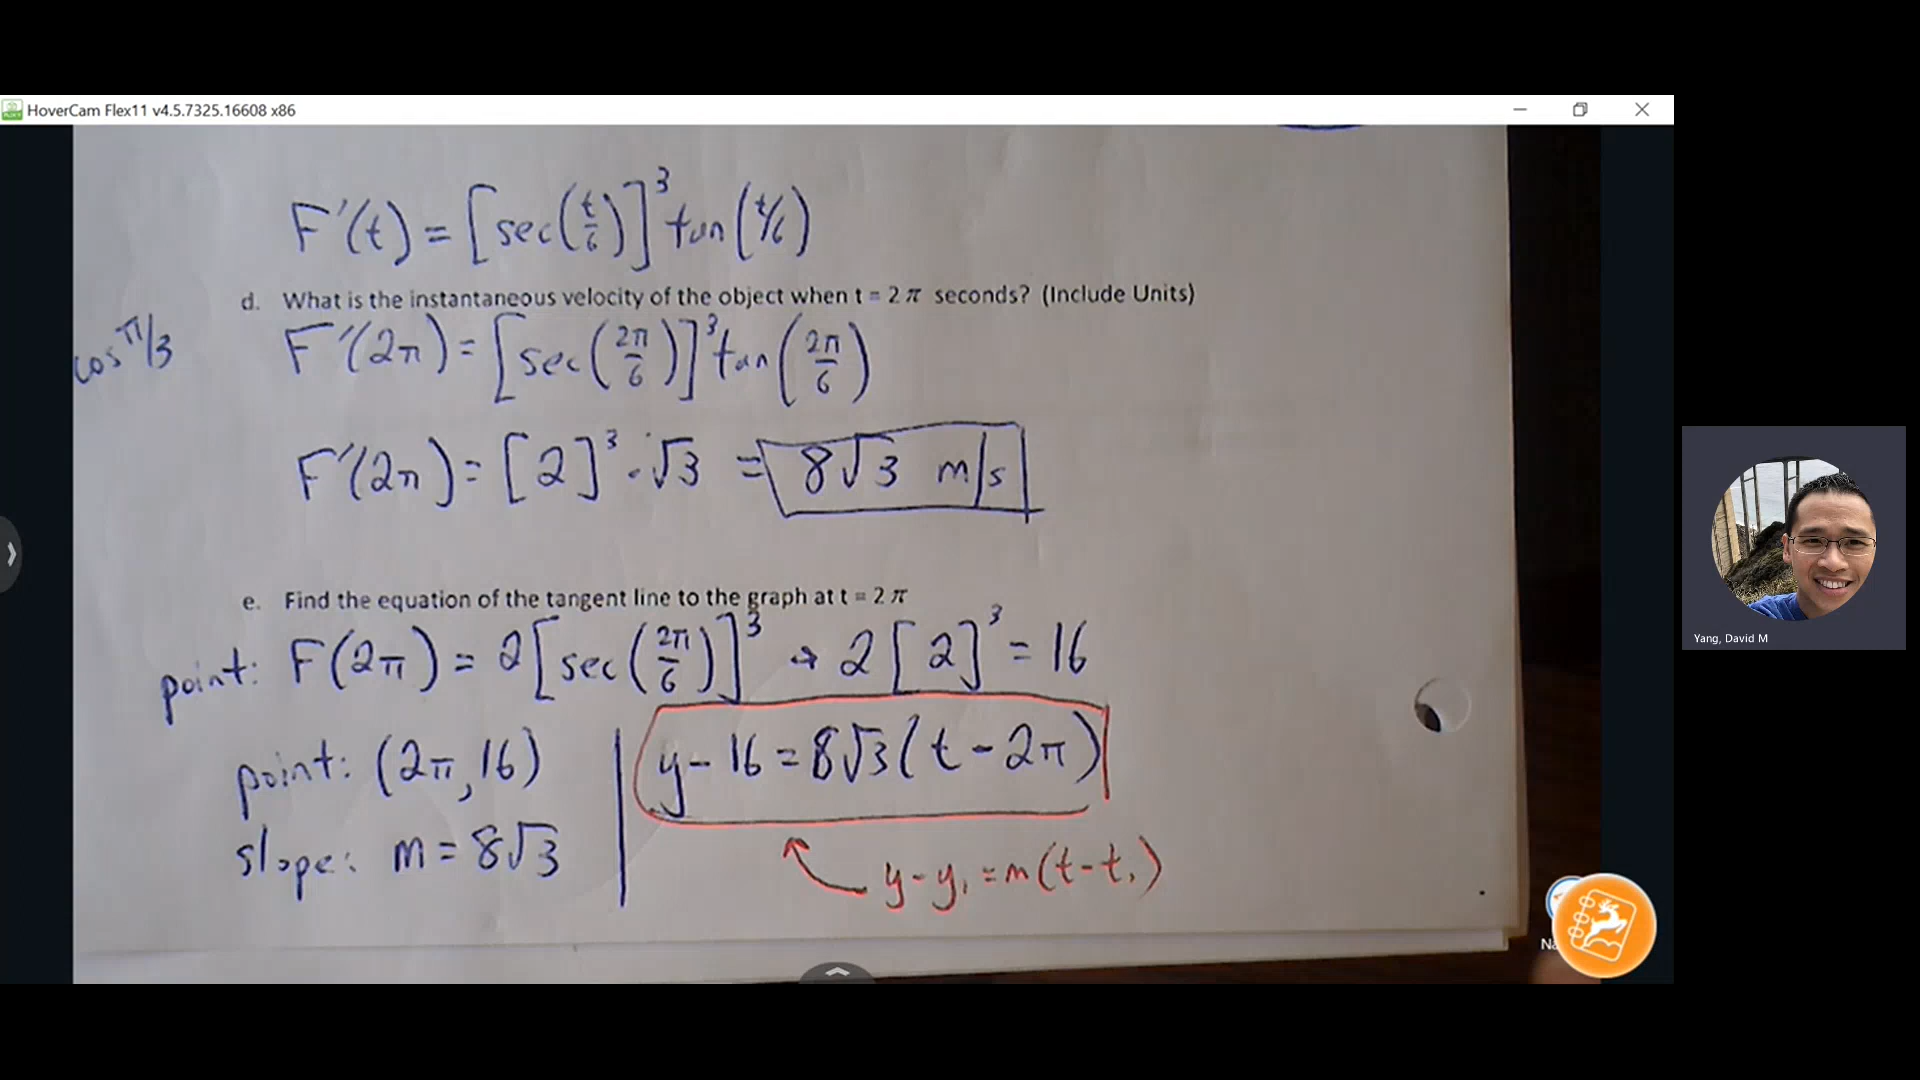 HoverCam Flex11 v4.5.7325.16608 x86
F'(t) = [sec(t/6)]³ tan(t/6)
d. What is the instantaneous velocity of the object when t = 2 π seconds? (Include Units)
cos π/3
F'(2π) = [sec(2π/6)]³ tan(2π/6)
F'(2π) = [2]³ · √3 = 8√3 m/s
e. Find the equation of the tangent line to the graph at t = 2 π
point: F(2π) = 2[sec(2π/6)]³ → 2[2]³ = 16
point: (2π, 16)
slope: m = 8√3
y - 16 = 8√3(t - 2π)
y - y₁ = m(t - t₁)
Yang, David M